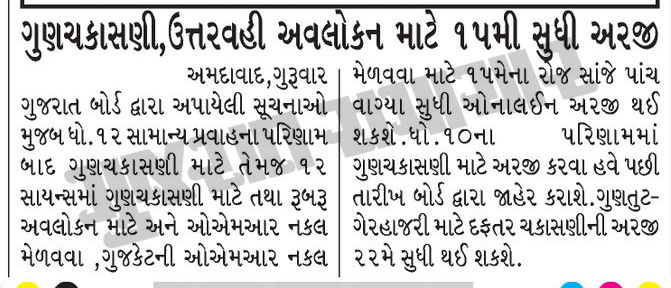 ગુણચકાસણી,ઉત્તરવહી અવલોકન માટે ૧૫મી સુધી અરજી
અમદાવાદ,ગુરૂવાર
ગુજરાત બોર્ડ દ્વારા અપાયેલી સૂચનાઓ
મુજબ ધો.૧૨ સામાન્ય પ્રવાહના પરિણામ
બાદ ગુણચકાસણી માટે તેમજ ૧૨
સાયન્સમાં ગુણચકાસણી માટે તથા રૂબરૂ
અવલોકન માટે અને ઓએમઆર નકલ
મેળવવા ,ગુજકેટની ઓએમઆર નકલ
મેળવવા માટે ૧૫મેના રોજ સાંજે પાંચ
વાગ્યા સુધી ઓનાલઈન અરજી થઈ
શકશે.ધો.૧૦ના પરિણામમાં
ગુણચકાસણી માટે અરજી કરવા હવે પછી
તારીખ બોર્ડ દ્વારા જાહેર કરાશે.ગુણતુટ-
ગેરહાજરી માટે દફતર ચકાસણીની અરજી
૨૨મે સુધી થઈ શકશે.